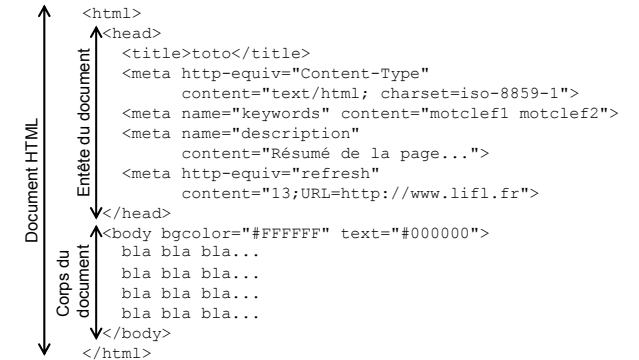 <html>
<head>
<title>toto</title>
<meta http-equiv="Content-Type"
content="text/html; charset=iso-8859-1">
<meta name="keywords" content="motclef1 motclef2">
<meta name="description"
content="Résumé de la page...">
<meta http-equiv="refresh"
content="13;URL=http://www.lifl.fr">
</head>
<body bgcolor="#FFFFFF" text="#000000">
bla bla bla...
bla bla bla...
bla bla bla...
bla bla bla...
</body>
</html>
Document HTML
Entête du document
Corps du
document